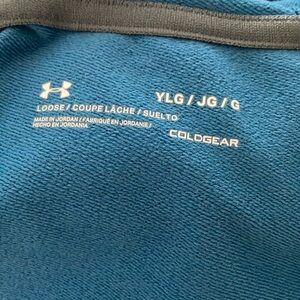 YLG / JG / G
LOOSE / COUPE LÂCHE / SUELTO
MADE IN JORDAN / FABRIQUÉ EN JORDANIE /
HECHO EN JORDANIA
COLDGEAR